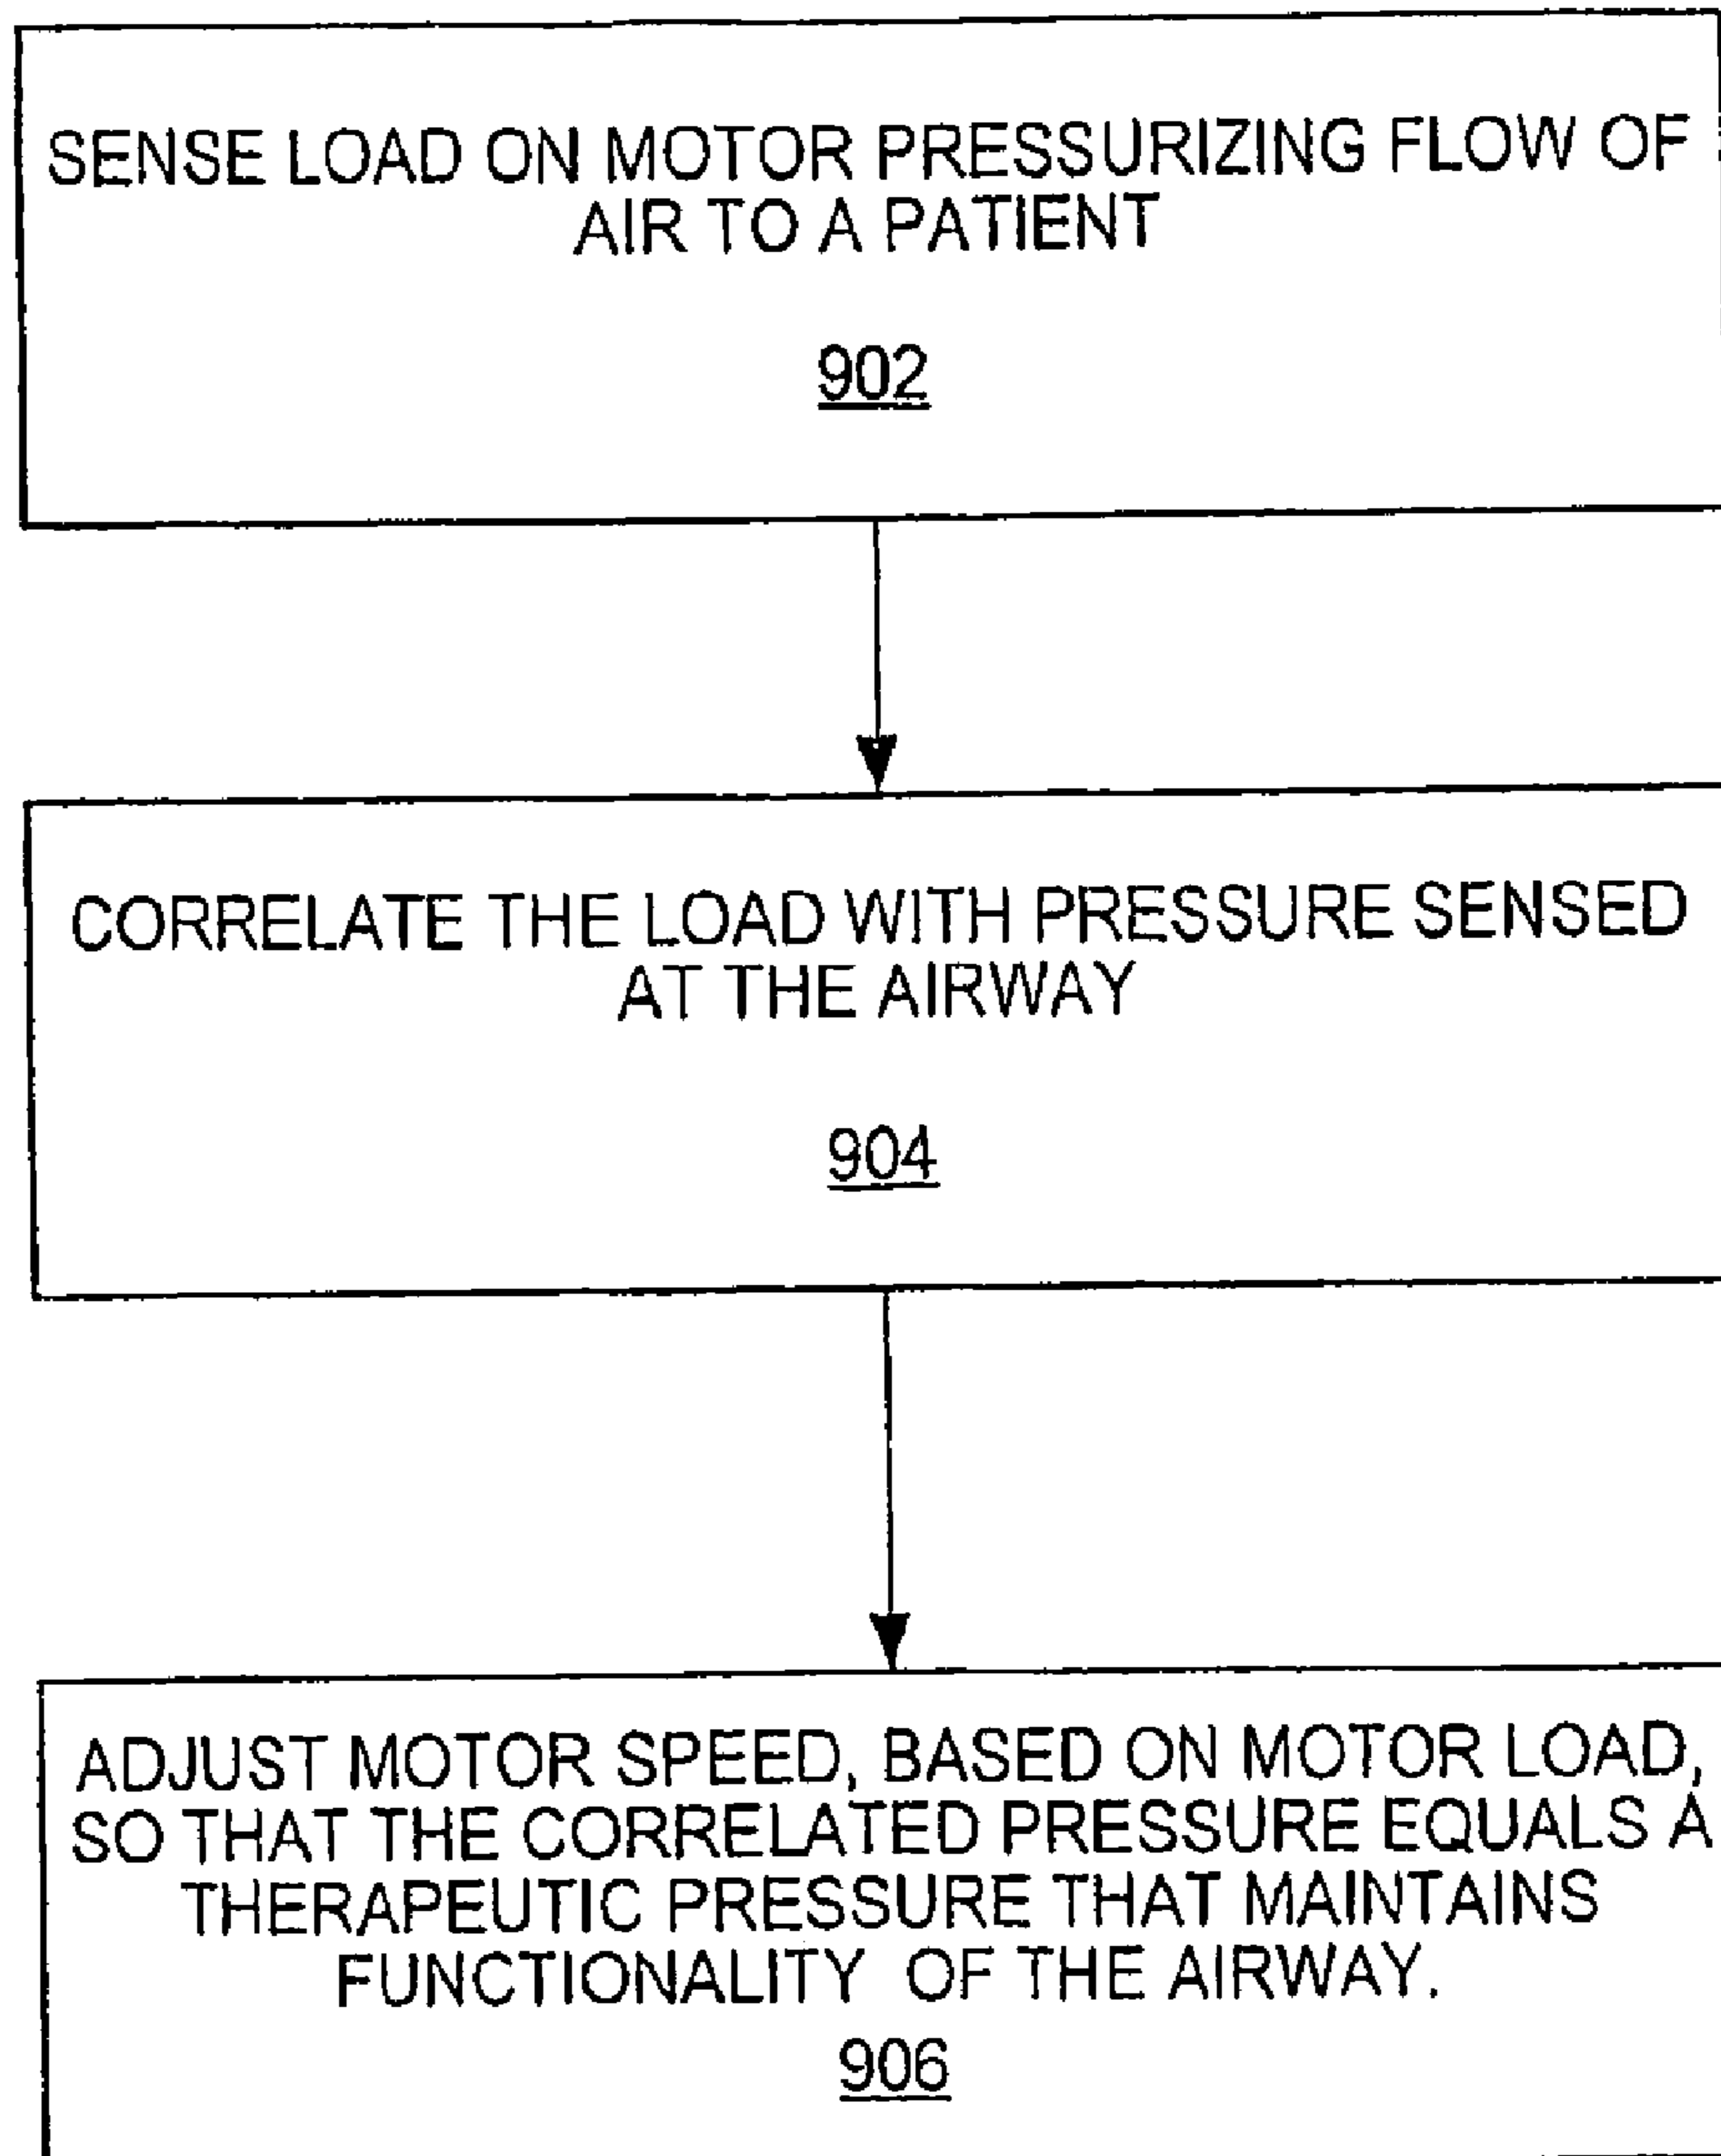 SENSE LOAD ON MOTOR PRESSURIZING FLOW OF
AIR TO A PATIENT
902
CORRELATE THE LOAD WITH PRESSURE SENSED
AT THE AIRWAY
904
ADJUST MOTOR SPEED, BASED ON MOTOR LOAD,
SO THAT THE CORRELATED PRESSURE EQUALS A
THERAPEUTIC PRESSURE THAT MAINTAINS
FUNCTIONALITY OF THE AIRWAY.
906